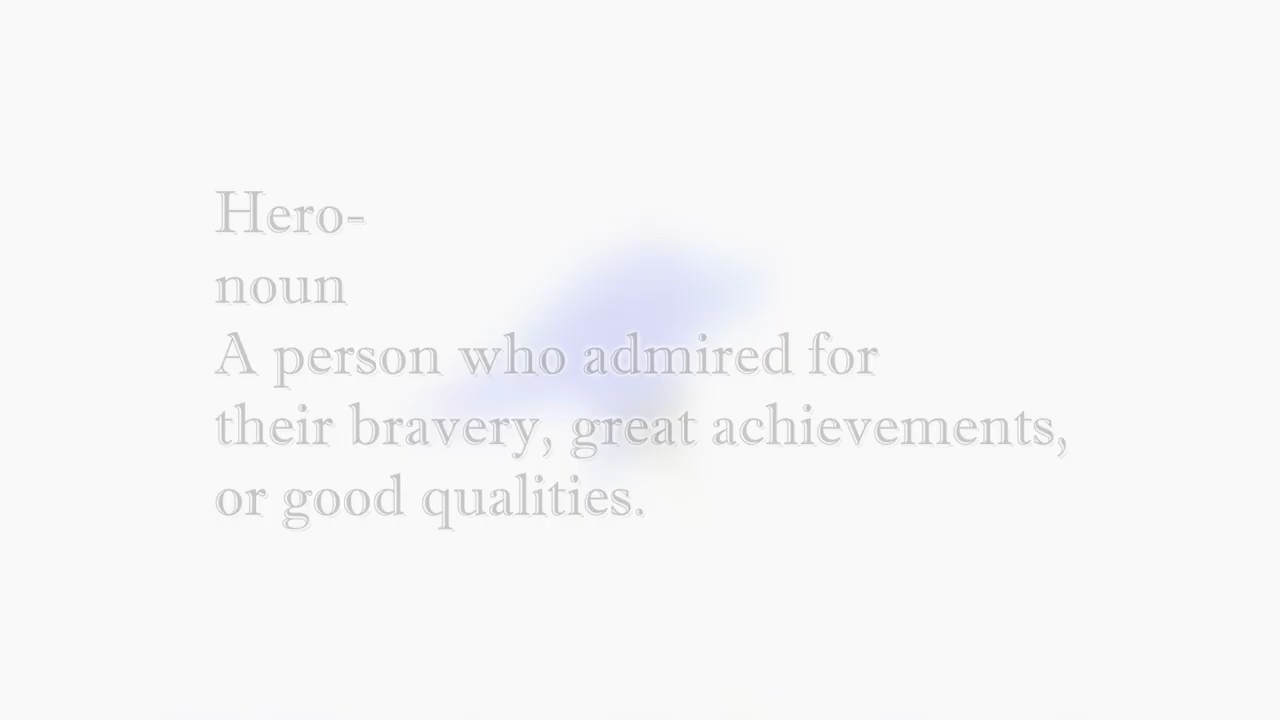 Hero-
noun
A person who admired for
their bravery, great achievements,
or good qualities.